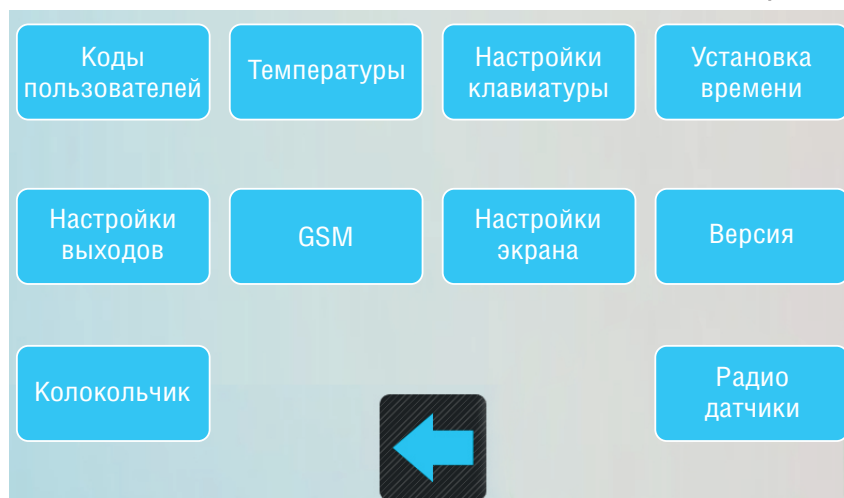 Коды
пользователей
Температуры
Настройки
клавиатуры
Установка
времени
Настройки
выходов
GSM
Настройки
экрана
Версия
Колокольчик
Радио
датчики